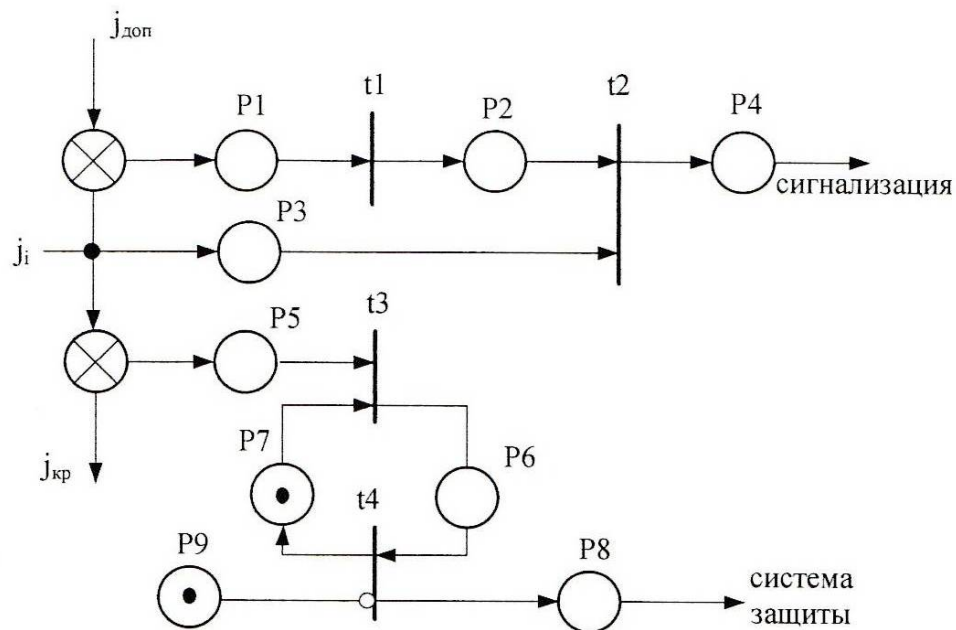 jдоп
P1
t1
P2
t2
P4
сигнализация
P3
ji
P5
t3
P7
P6
jкр
t4
P9
P8
система
защиты